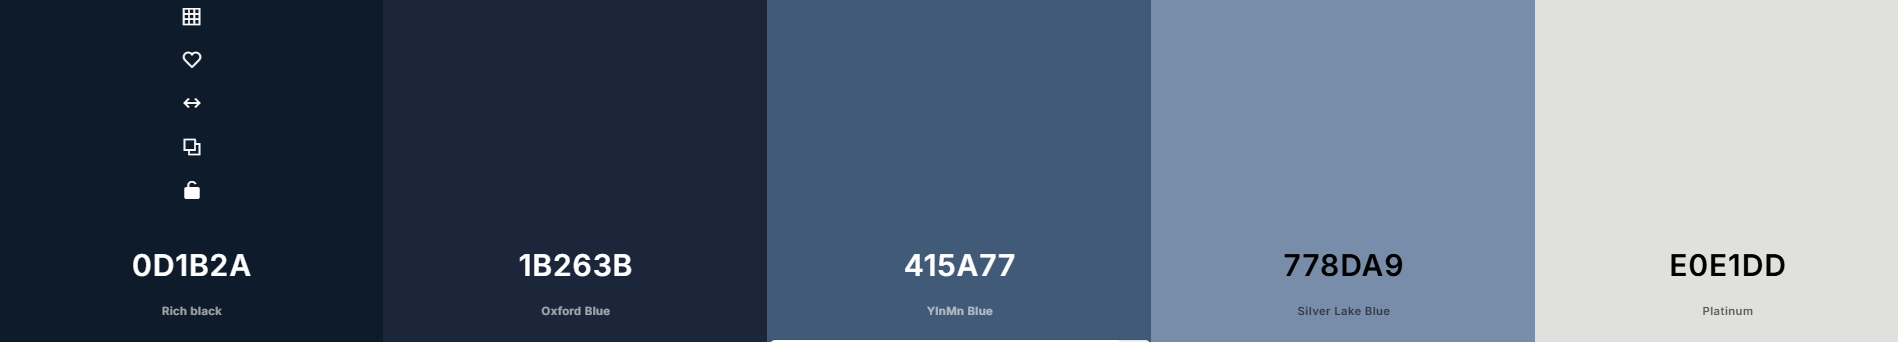 0D1B2A
Rich black
1B263B
Oxford Blue
415A77
YInMn Blue
778DA9
Silver Lake Blue
E0E1DD
Platinum